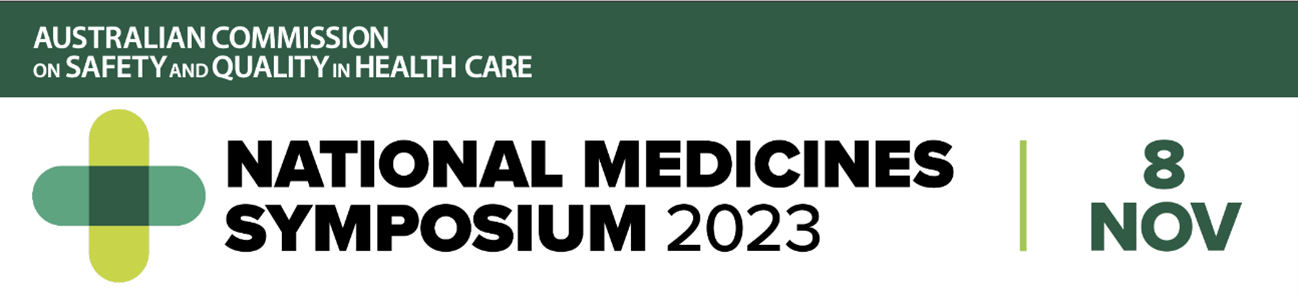 AUSTRALIAN COMMISSION
ON SAFETY AND QUALITY IN HEALTH CARE
NATIONAL MEDICINES
SYMPOSIUM 2023
8
NOV